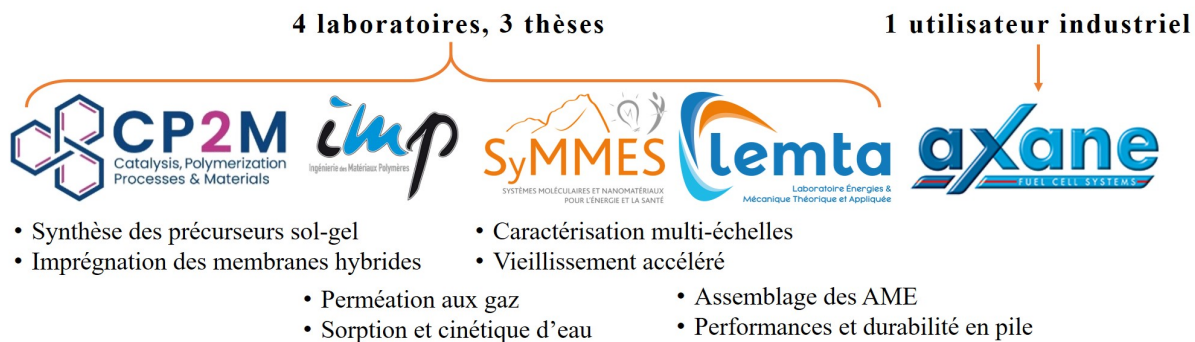 4 laboratoires, 3 thèses
1 utilisateur industriel
CP2M
Catalysis, Polymerization
Processes & Materials
imp
Ingénierie des Matériaux Polymères
SyMMES
SYSTÈMES MOLÉCULAIRES ET NANOMATÉRIAUX
POUR L'ÉNERGIE ET LA SANTÉ
lemta
Laboratoire Énergies &
Mécanique Théorique et Appliquée
axane
FUEL CELL SYSTEMS
• Synthèse des précurseurs sol-gel
• Imprégnation des membranes hybrides
• Caractérisation multi-échelles
• Vieillissement accéléré
• Perméation aux gaz
• Sorption et cinétique d'eau
• Assemblage des AME
• Performances et durabilité en pile